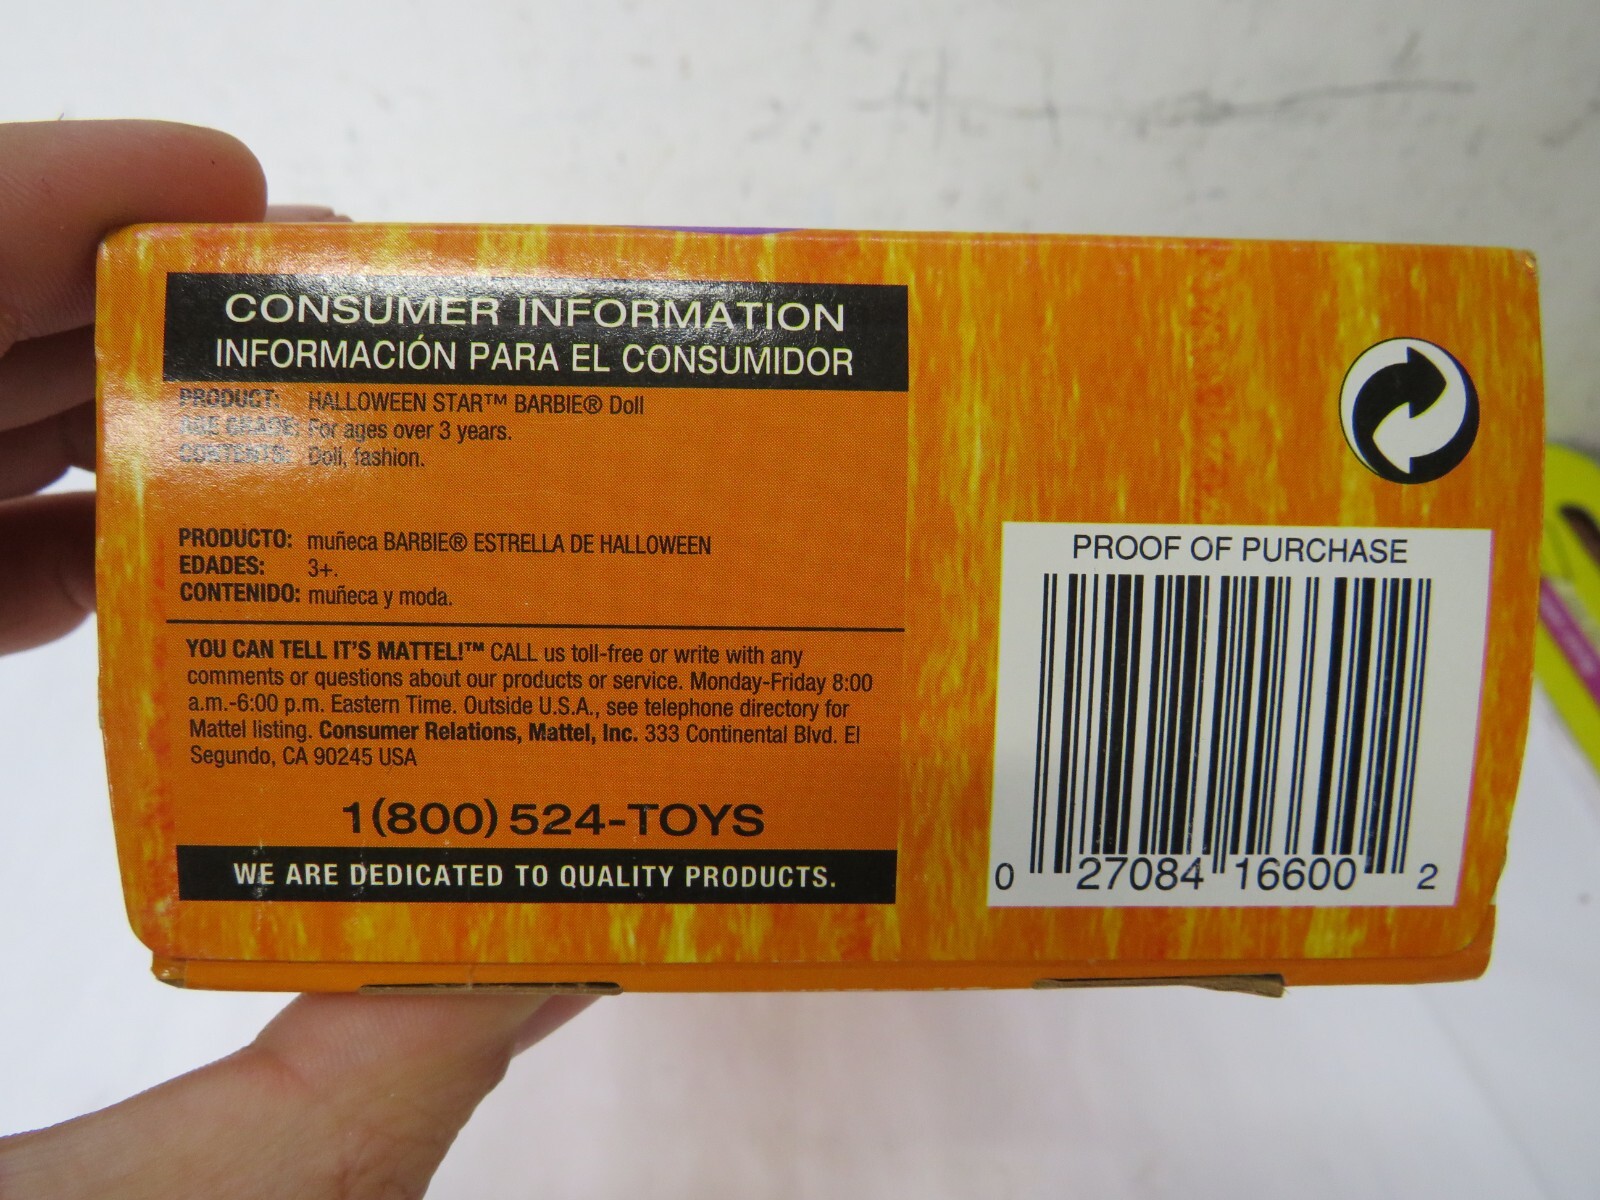 CONSUMER INFORMATION
INFORMACIÓN PARA EL CONSUMIDOR
PRODUCT: HALLOWEEN STAR™ BARBIE® Doll
AGE GRADE: For ages over 3 years.
CONTENTS: Doll, fashion.
PRODUCTO: muñeca BARBIE® ESTRELLA DE HALLOWEEN
EDADES: 3+.
CONTENIDO: muñeca y moda.
YOU CAN TELL IT'S MATTEL!™ CALL us toll-free or write with any
comments or questions about our products or service. Monday-Friday 8:00
a.m.-6:00 p.m. Eastern Time. Outside U.S.A., see telephone directory for
Mattel listing. Consumer Relations, Mattel, Inc. 333 Continental Blvd. El
Segundo, CA 90245 USA
1(800) 524-TOYS
WE ARE DEDICATED TO QUALITY PRODUCTS.
PROOF OF PURCHASE
0 27084 16600 2